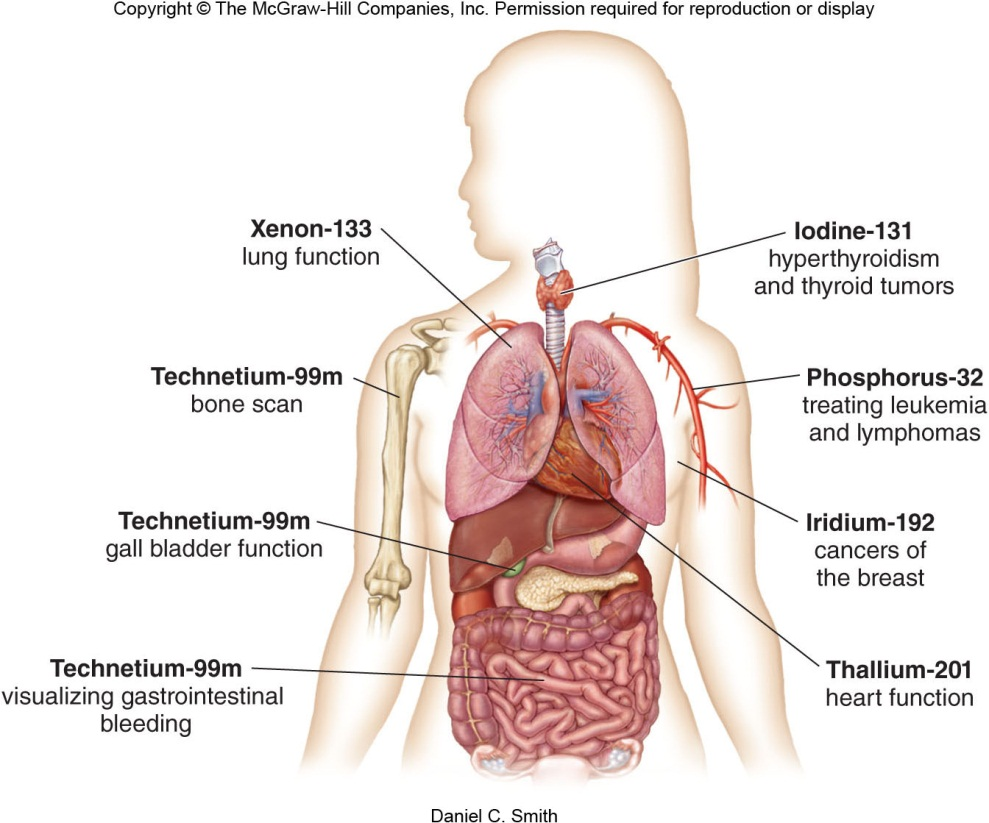 Copyright © The McGraw-Hill Companies, Inc. Permission required for reproduction or display
Xenon-133
lung function
Iodine-131
hyperthyroidism
and thyroid tumors
Technetium-99m
bone scan
Phosphorus-32
treating leukemia
and lymphomas
Technetium-99m
gall bladder function
Iridium-192
cancers of
the breast
Technetium-99m
visualizing gastrointestinal
bleeding
Thallium-201
heart function
Daniel C. Smith